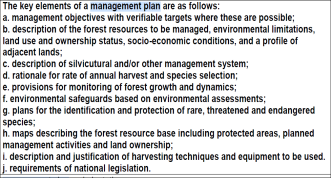 The key elements of a management plan are as follows:
a. management objectives with verifiable targets where these are possible;
b. description of the forest resources to be managed, environmental limitations,
land use and ownership status, socio-economic conditions, and a profile of
adjacent lands;
c. description of silvicultural and/or other management system;
d. rationale for rate of annual harvest and species selection;
e. provisions for monitoring of forest growth and dynamics;
f. environmental safeguards based on environmental assessments;
g. plans for the identification and protection of rare, threatened and endangered
species;
h. maps describing the forest resource base including protected areas, planned
management activities and land ownership;
i. description and justification of harvesting techniques and equipment to be used.
j. requirements of national legislation.